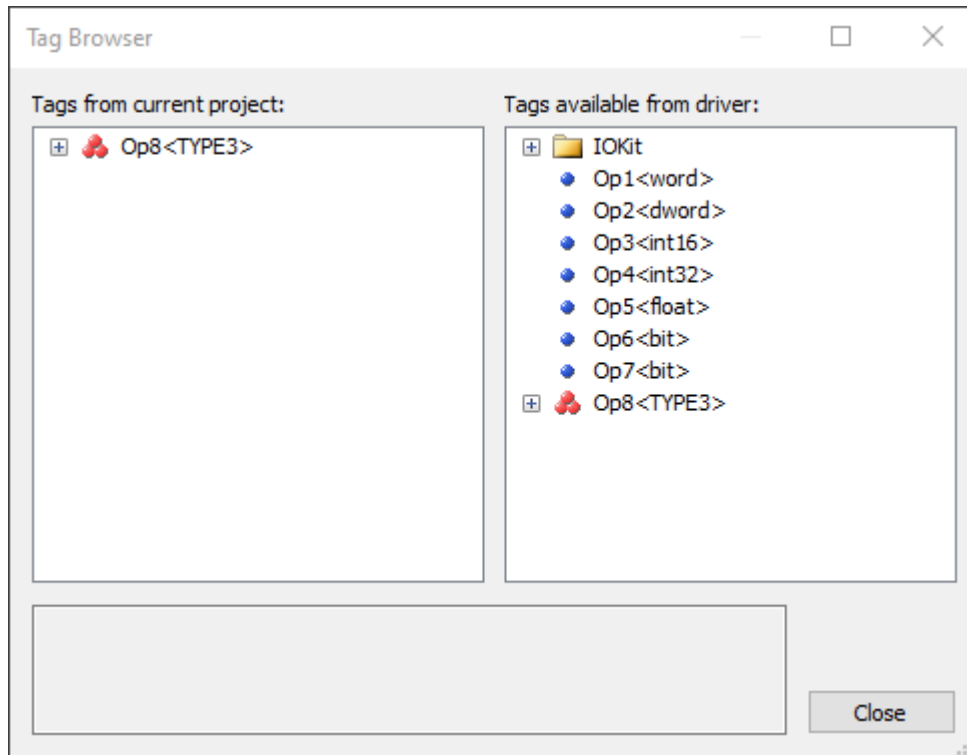 Tag Browser
Tags from current project:
Op8<TYPE3>
Tags available from driver:
IOKit
Op1<word>
Op2<dword>
Op3<int16>
Op4<int32>
Op5<float>
Op6<bit>
Op7<bit>
Op8<TYPE3>
Close